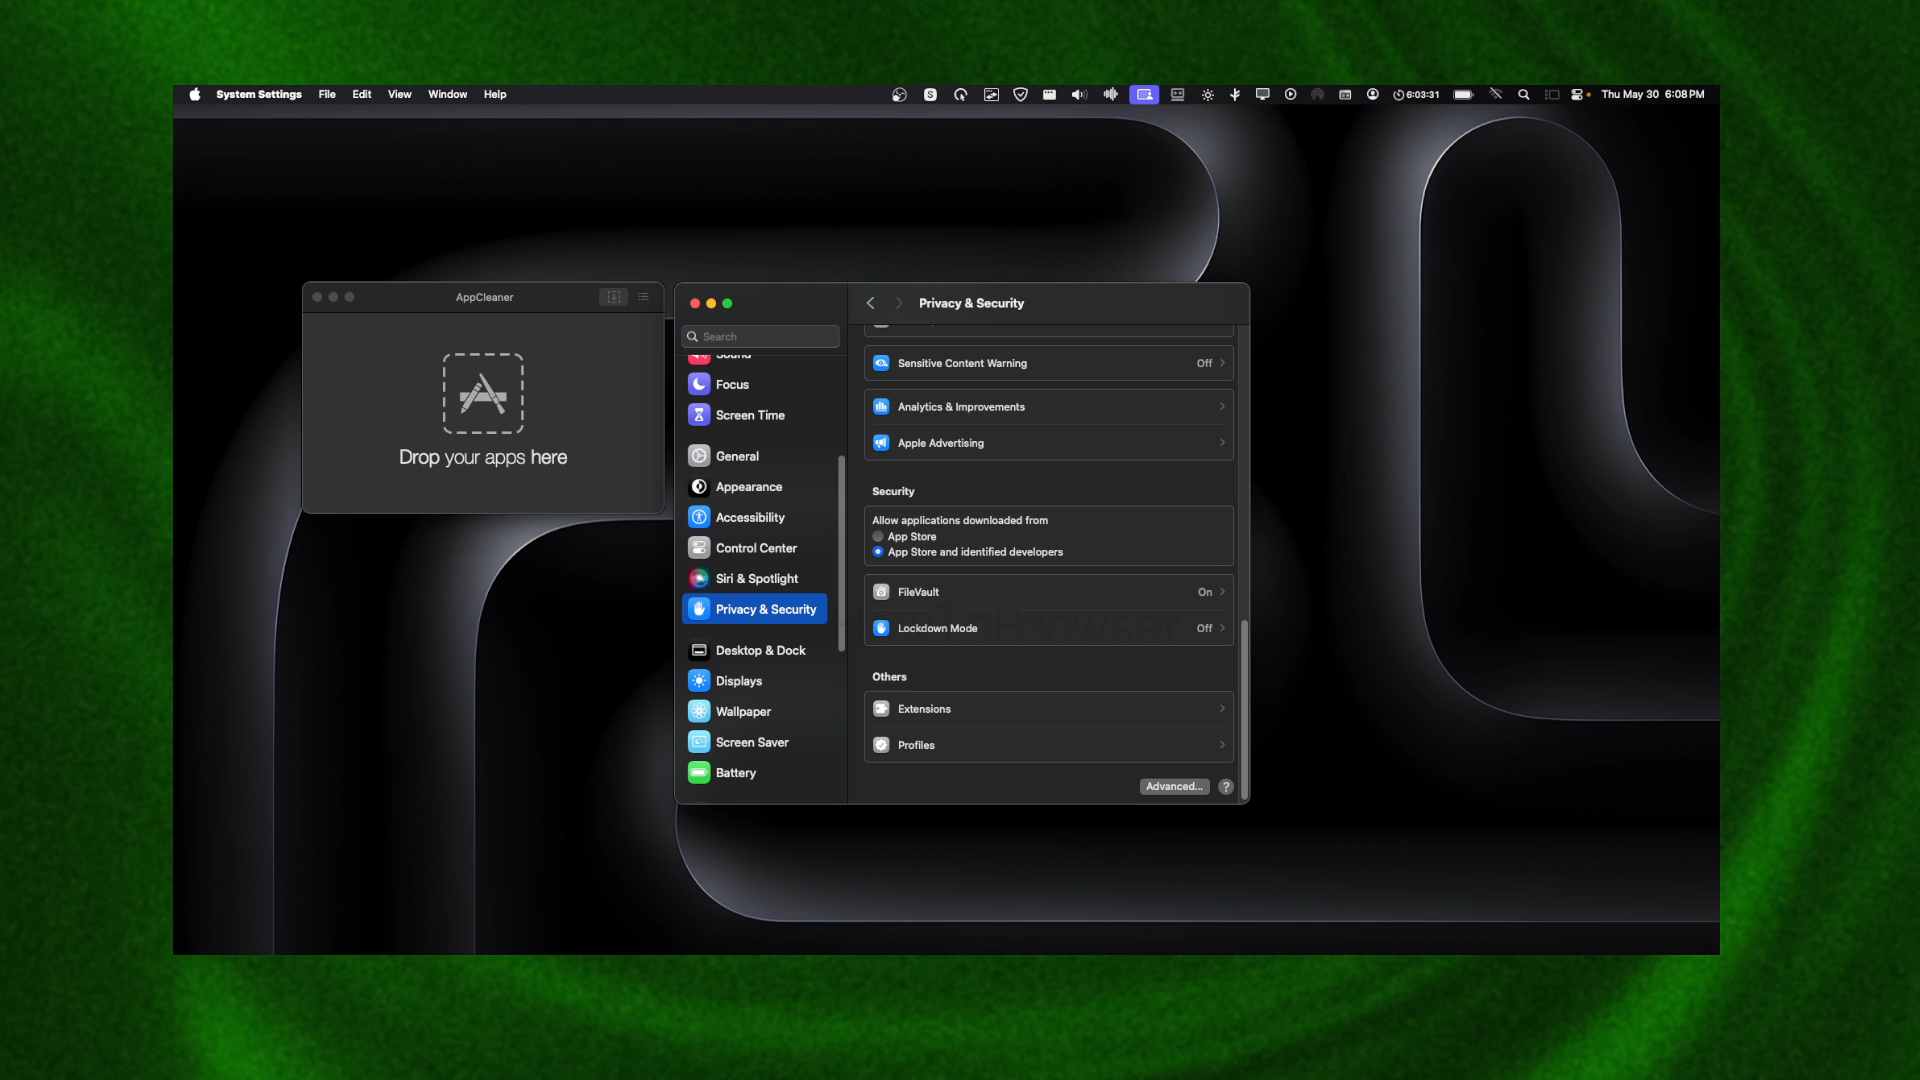 System Settings File Edit View Window Help
S 6:03:31 Thu May 30 6:08 PM
AppCleaner
Drop your apps here
Search
Sound
Focus
Screen Time
General
Appearance
Accessibility
Control Center
Siri & Spotlight
Privacy & Security
Desktop & Dock
Displays
Wallpaper
Screen Saver
Battery
Privacy & Security
Sensitive Content Warning Off
Analytics & Improvements
Apple Advertising
Security
Allow applications downloaded from
App Store
App Store and identified developers
FileVault On
Lockdown Mode Off
Others
Extensions
Profiles
Advanced... ?